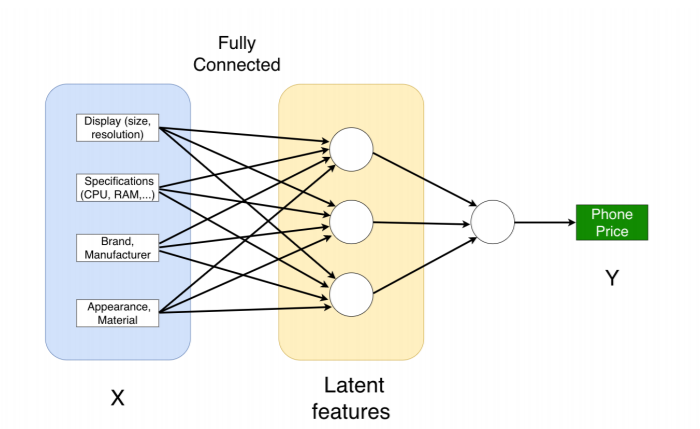 Fully
Connected
Display (size,
resolution)
Specifications
(CPU, RAM,...)
Brand,
Manufacturer
Appearance,
Material
X
Latent
features
Phone
Price
Y